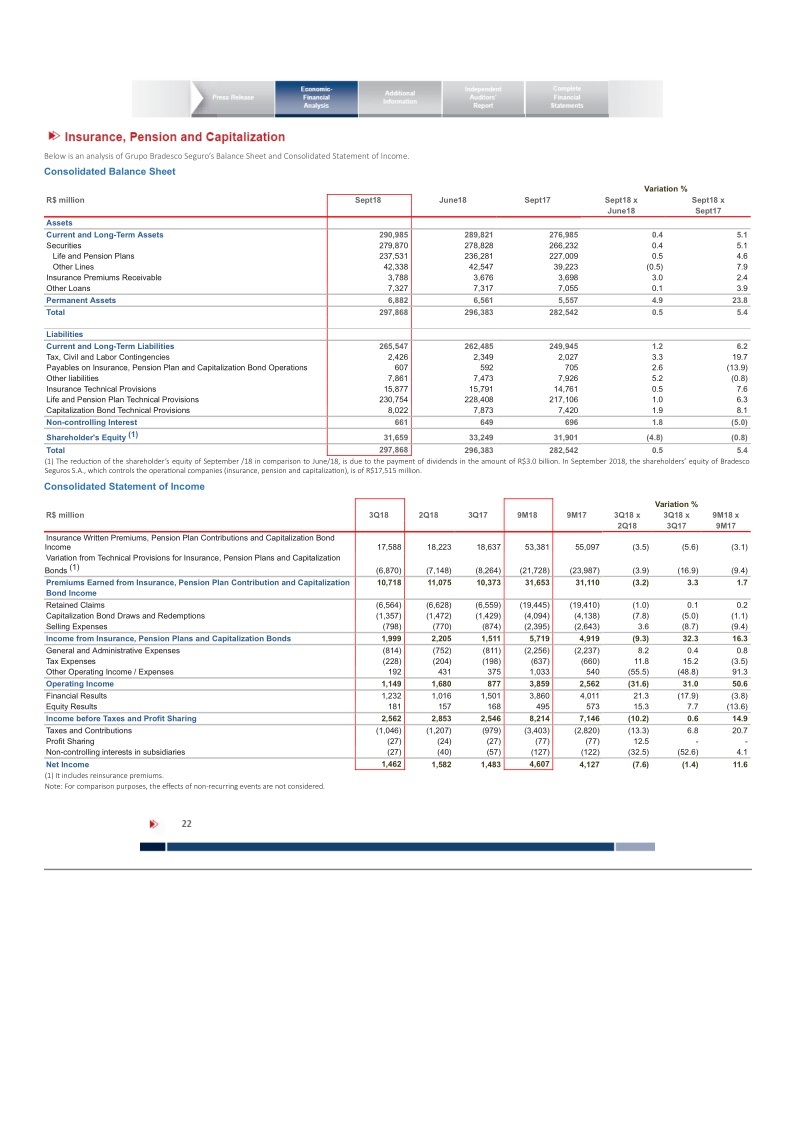 Press Release
Economic-
Financial
Analysis
Additional
Information
Independent
Auditors'
Report
Complete
Financial
Statements
Insurance, Pension and Capitalization
Below is an analysis of Grupo Bradesco Seguro's Balance Sheet and Consolidated Statement of Income.
Consolidated Balance Sheet
Variation %
R$ million Sept18 June18 Sept17 Sept18 x Sept18 x
June18 Sept17
Assets
Current and Long-Term Assets 290,985 289,821 276,985 0.4 5.1
Securities 279,870 278,828 266,232 0.4 5.1
Life and Pension Plans 237,531 236,281 227,009 0.5 4.6
Other Lines 42,338 42,547 39,223 (0.5) 7.9
Insurance Premiums Receivable 3,788 3,676 3,698 3.0 2.4
Other Loans 7,327 7,317 7,055 0.1 3.9
Permanent Assets 6,882 6,561 5,557 4.9 23.8
Total 297,868 296,383 282,542 0.5 5.4
Liabilities
Current and Long-Term Liabilities 265,547 262,485 249,945 1.2 6.2
Tax, Civil and Labor Contingencies 2,426 2,349 2,027 3.3 19.7
Payables on Insurance, Pension Plan and Capitalization Bond Operations 607 592 705 2.6 (13.9)
Other liabilities 7,861 7,473 7,926 5.2 (0.8)
Insurance Technical Provisions 15,877 15,791 14,761 0.5 7.6
Life and Pension Plan Technical Provisions 230,754 228,408 217,106 1.0 6.3
Capitalization Bond Technical Provisions 8,022 7,873 7,420 1.9 8.1
Non-controlling Interest 661 649 696 1.8 (5.0)
Shareholder's Equity (1) 31,659 33,249 31,901 (4.8) (0.8)
Total 297,868 296,383 282,542 0.5 5.4
(1) The reduction of the shareholder's equity of September /18 in comparison to June/18, is due to the payment of dividends in the amount of R$3.0 billion. In September 2018, the shareholders' equity of Bradesco
Seguros S.A., which controls the operational companies (insurance, pension and capitalization), is of R$17,515 million.
Consolidated Statement of Income
Variation %
R$ million 3Q18 2Q18 3Q17 9M18 9M17 3Q18 x 3Q18 x 9M18 x
2Q18 3Q17 9M17
Insurance Written Premiums, Pension Plan Contributions and Capitalization Bond
Income 17,588 18,223 18,637 53,381 55,097 (3.5) (5.6) (3.1)
Variation from Technical Provisions for Insurance, Pension Plans and Capitalization
Bonds (1) (6,870) (7,148) (8,264) (21,728) (23,987) (3.9) (16.9) (9.4)
Premiums Earned from Insurance, Pension Plan Contribution and Capitalization 10,718 11,075 10,373 31,653 31,110 (3.2) 3.3 1.7
Bond Income
Retained Claims (6,564) (6,628) (6,559) (19,445) (19,410) (1.0) 0.1 0.2
Capitalization Bond Draws and Redemptions (1,357) (1,472) (1,429) (4,094) (4,138) (7.8) (5.0) (1.1)
Selling Expenses (798) (770) (874) (2,395) (2,643) 3.6 (8.7) (9.4)
Income from Insurance, Pension Plans and Capitalization Bonds 1,999 2,205 1,511 5,719 4,919 (9.3) 32.3 16.3
General and Administrative Expenses (814) (752) (811) (2,256) (2,237) 8.2 0.4 0.8
Tax Expenses (228) (204) (198) (637) (660) 11.8 15.2 (3.5)
Other Operating Income / Expenses 192 431 375 1,033 540 (55.5) (48.8) 91.3
Operating Income 1,149 1,680 877 3,859 2,562 (31.6) 31.0 50.6
Financial Results 1,232 1,016 1,501 3,860 4,011 21.3 (17.9) (3.8)
Equity Results 181 157 168 495 573 15.3 7.7 (13.6)
Income before Taxes and Profit Sharing 2,562 2,853 2,546 8,214 7,146 (10.2) 0.6 14.9
Taxes and Contributions (1,046) (1,207) (979) (3,403) (2,820) (13.3) 6.8 20.7
Profit Sharing (27) (24) (27) (77) (77) 12.5 - -
Non-controlling interests in subsidiaries (27) (40) (57) (127) (122) (32.5) (52.6) 4.1
Net Income 1,462 1,582 1,483 4,607 4,127 (7.6) (1.4) 11.6
(1) It includes reinsurance premiums.
Note: For comparison purposes, the effects of non-recurring events are not considered.
22